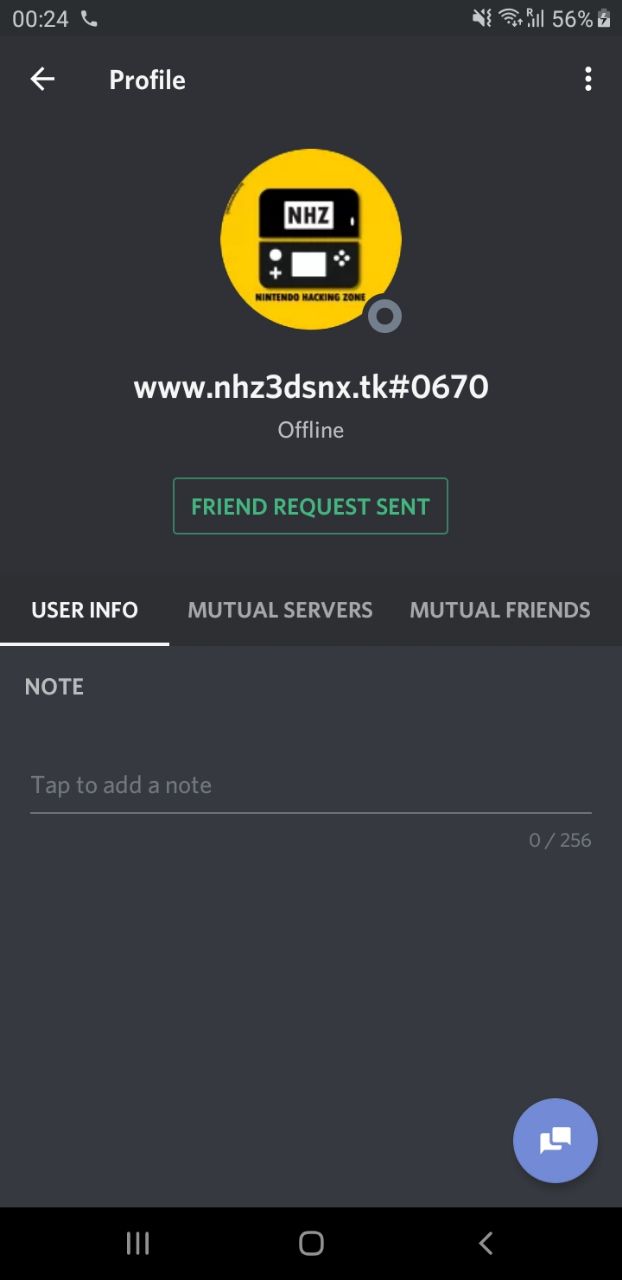 00:24
R
56%
Profile
NHZ
NINTENDO HACKING ZONE
www.nhz3dsnx.tk#0670
Offline
FRIEND REQUEST SENT
USER INFO MUTUAL SERVERS MUTUAL FRIENDS
NOTE
Tap to add a note
0 / 256